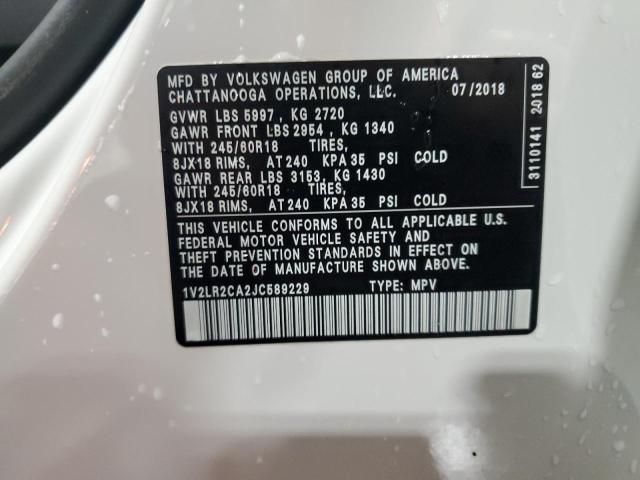 MFD BY VOLKSWAGEN GROUP OF AMERICA
CHATTANOOGA OPERATIONS, LLC. 07/2018
GVWR LBS 5997, KG 2720
GAWR FRONT LBS 2954, KG 1340
WITH 245/60R18 TIRES,
8JX18 RIMS, AT 240 KPA 35 PSI COLD
GAWR REAR LBS 3153, KG 1430
WITH 245/60R18 TIRES,
8JX18 RIMS, AT 240 KPA 35 PSI COLD
THIS VEHICLE CONFORMS TO ALL APPLICABLE U.S.
FEDERAL MOTOR VEHICLE SAFETY AND
THEFT PREVENTION STANDARDS IN EFFECT ON
THE DATE OF MANUFACTURE SHOWN ABOVE.
1V2LR2CA2JC589229 TYPE: MPV
3110141 2018 62